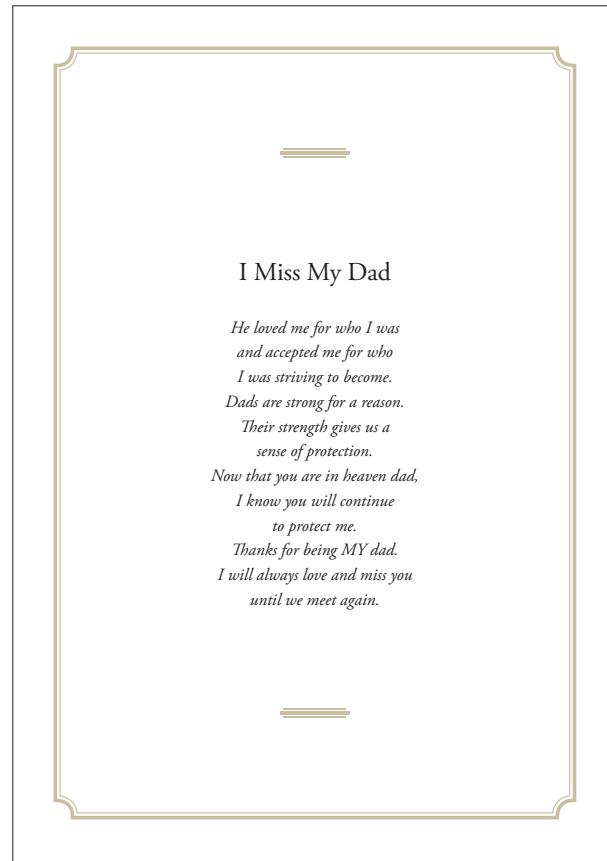 I Miss My Dad
He loved me for who I was
and accepted me for who
I was striving to become.
Dads are strong for a reason.
Their strength gives us a
sense of protection.
Now that you are in heaven dad,
I know you will continue
to protect me.
Thanks for being MY dad.
I will always love and miss you
until we meet again.